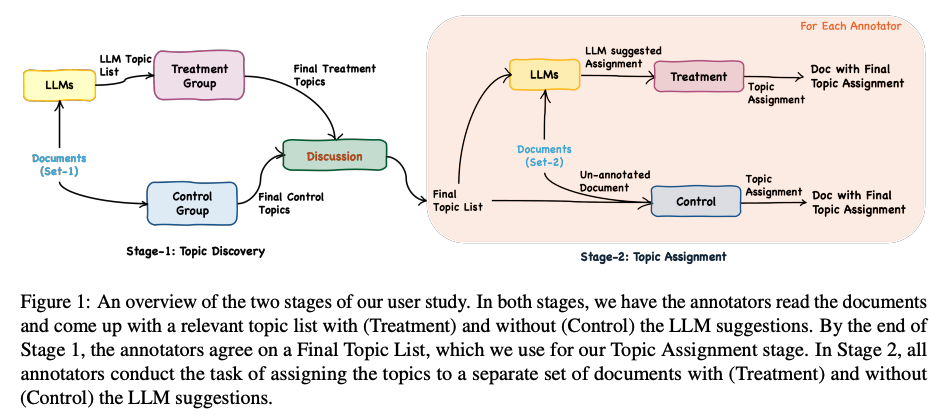 For Each Annotator
LLM Topic
List
LLMs
Treatment
Group
Final Treatment
Topics
Documents
(Set-1)
Discussion
Control
Group
Final Control
Topics
Stage-1: Topic Discovery
LLMs
LLM suggested
Assignment
Treatment
Topic
Assignment
Doc with Final
Topic Assignment
Documents
(Set-2)
Un-annotated
Document
Final
Topic List
Control
Topic
Assignment
Doc with Final
Topic Assignment
Stage-2: Topic Assignment
Figure 1: An overview of the two stages of our user study. In both stages, we have the annotators read the documents
and come up with a relevant topic list with (Treatment) and without (Control) the LLM suggestions. By the end of
Stage 1, the annotators agree on a Final Topic List, which we use for our Topic Assignment stage. In Stage 2, all
annotators conduct the task of assigning the topics to a separate set of documents with (Treatment) and without
(Control) the LLM suggestions.